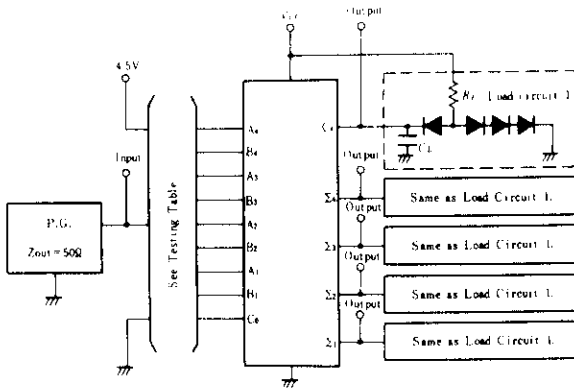 Vcc
Output
4.5V
Input
P.G.
Zout = 50Ω
See Testing Table
A4
B4
A3
B3
A2
B2
A1
B1
C0
C4
Σ4
Σ3
Σ2
Σ1
RL
Load circuit 1
CL
Output
Same as Load Circuit 1.
Output
Same as Load Circuit 1.
Output
Same as Load Circuit 1.
Output
Same as Load Circuit 1.